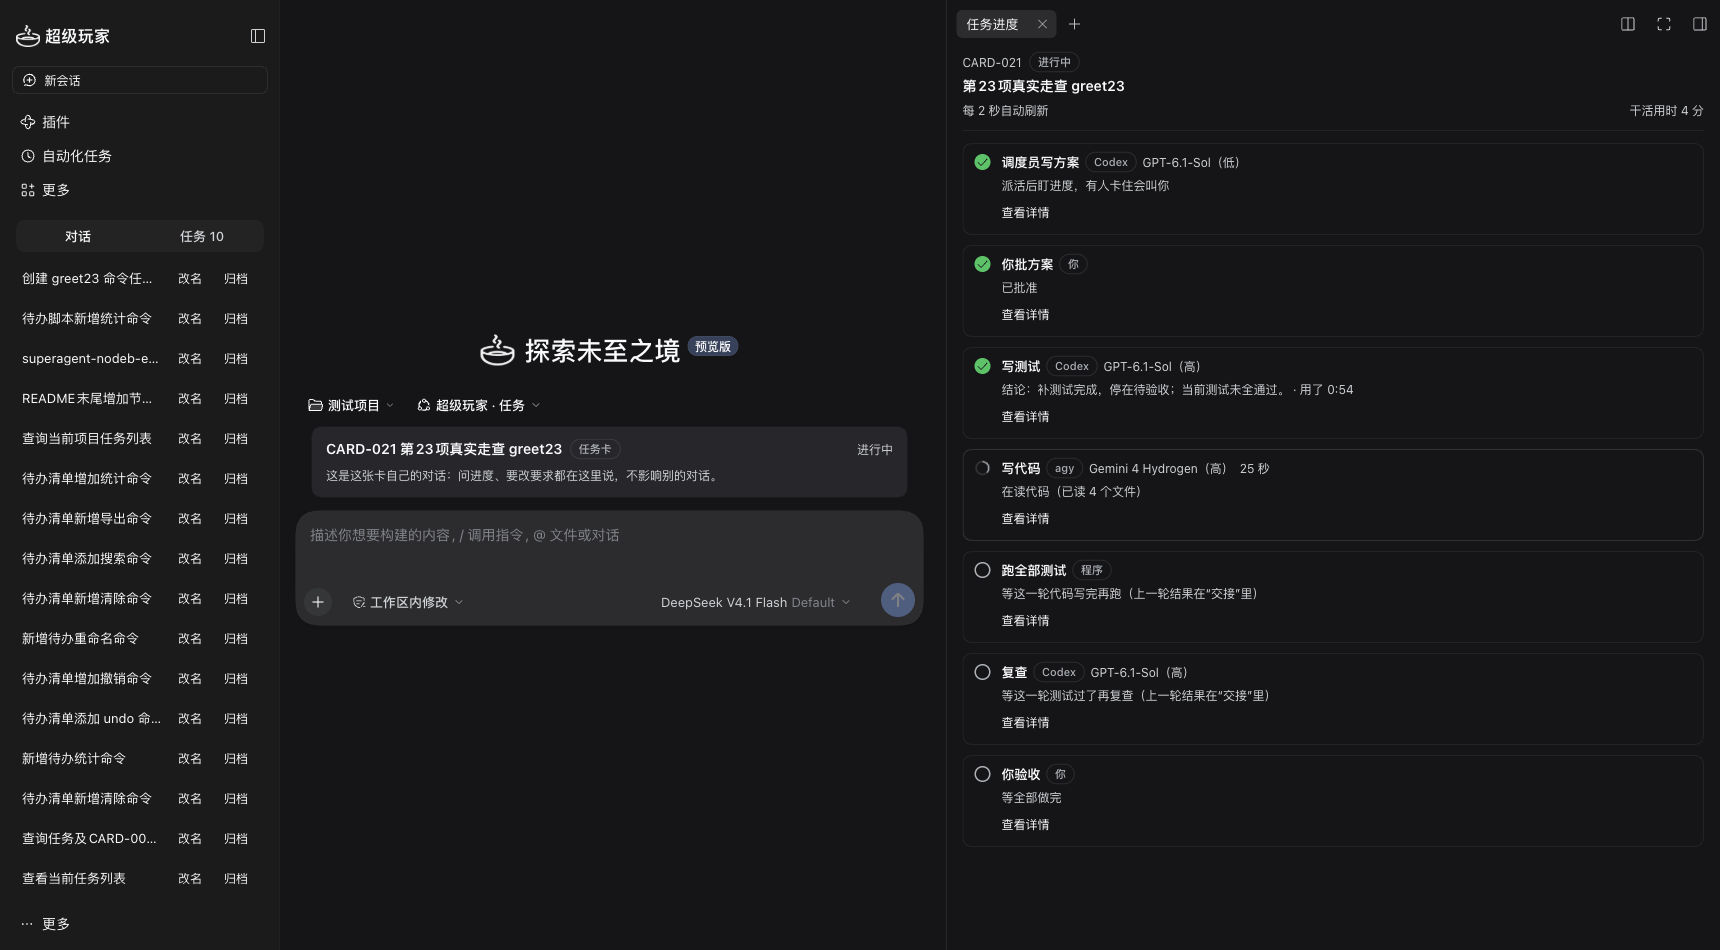 超级玩家
新会话
插件
自动化任务
更多
对话 任务 10
创建 greet23 命令任... 改名 归档
待办脚本新增统计命令 改名 归档
superagent-nodeb-e... 改名 归档
README 末尾增加节... 改名 归档
查询当前项目任务列表 改名 归档
待办清单增加统计命令 改名 归档
待办清单新增导出命令 改名 归档
待办清单添加搜索命令 改名 归档
待办清单新增清除命令 改名 归档
新增待办重命名命令 改名 归档
待办清单增加撤销命令 改名 归档
待办清单添加 undo 命... 改名 归档
新增待办统计命令 改名 归档
待办清单新增清除命令 改名 归档
查询任务及 CARD-00... 改名 归档
查看当前任务列表 改名 归档
... 更多
探索未至之境 预览版
测试项目 超级玩家 · 任务
CARD-021 第23项真实走查 greet23 任务卡 进行中
这是这张卡自己的对话：问进度、要改要求都在这里说，不影响别的对话。
描述你想要构建的内容, / 调用指令, @ 文件或对话
工作区内修改 DeepSeek V4.1 Flash Default
任务进度
CARD-021 进行中
第23项真实走查 greet23
每 2 秒自动刷新 干活用时 4 分
调度员写方案 Codex GPT-6.1-Sol（低）
派活后盯进度，有人卡住会叫你
查看详情
你批方案 你
已批准
查看详情
写测试 Codex GPT-6.1-Sol（高）
结论：补测试完成，停在待验收；当前测试未全通过。 · 用了 0:54
查看详情
写代码 agy Gemini 4 Hydrogen（高） 25 秒
在读代码（已读 4 个文件）
查看详情
跑全部测试 程序
等这一轮代码写完再跑（上一轮结果在“交接”里）
查看详情
复查 Codex GPT-6.1-Sol（高）
等这一轮测试过了再复查（上一轮结果在“交接”里）
查看详情
你验收 你
等全部做完
查看详情